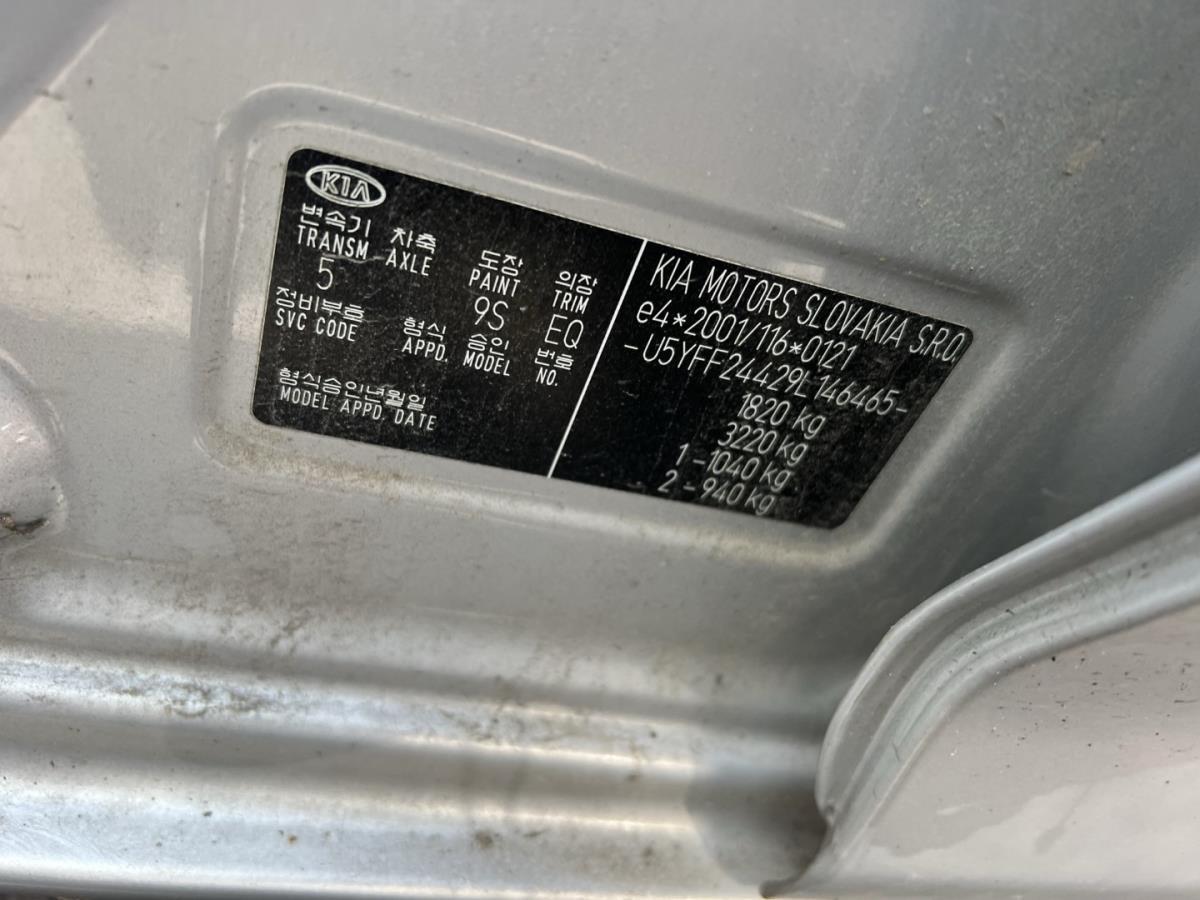 KIA
변속기 차축 도장 의장
TRANSM AXLE PAINT TRIM
5 9S EQ
정비부호 형식 승인 번호
SVC CODE APPD. MODEL NO.
형식승인년월일
MODEL APPD. DATE
KIA MOTORS SLOVAKIA S.R.O.
e4*2001/116*0121
-U5YFF24429L146465-
1820 kg
3220 kg
1 -1040 kg
2 -940 kg